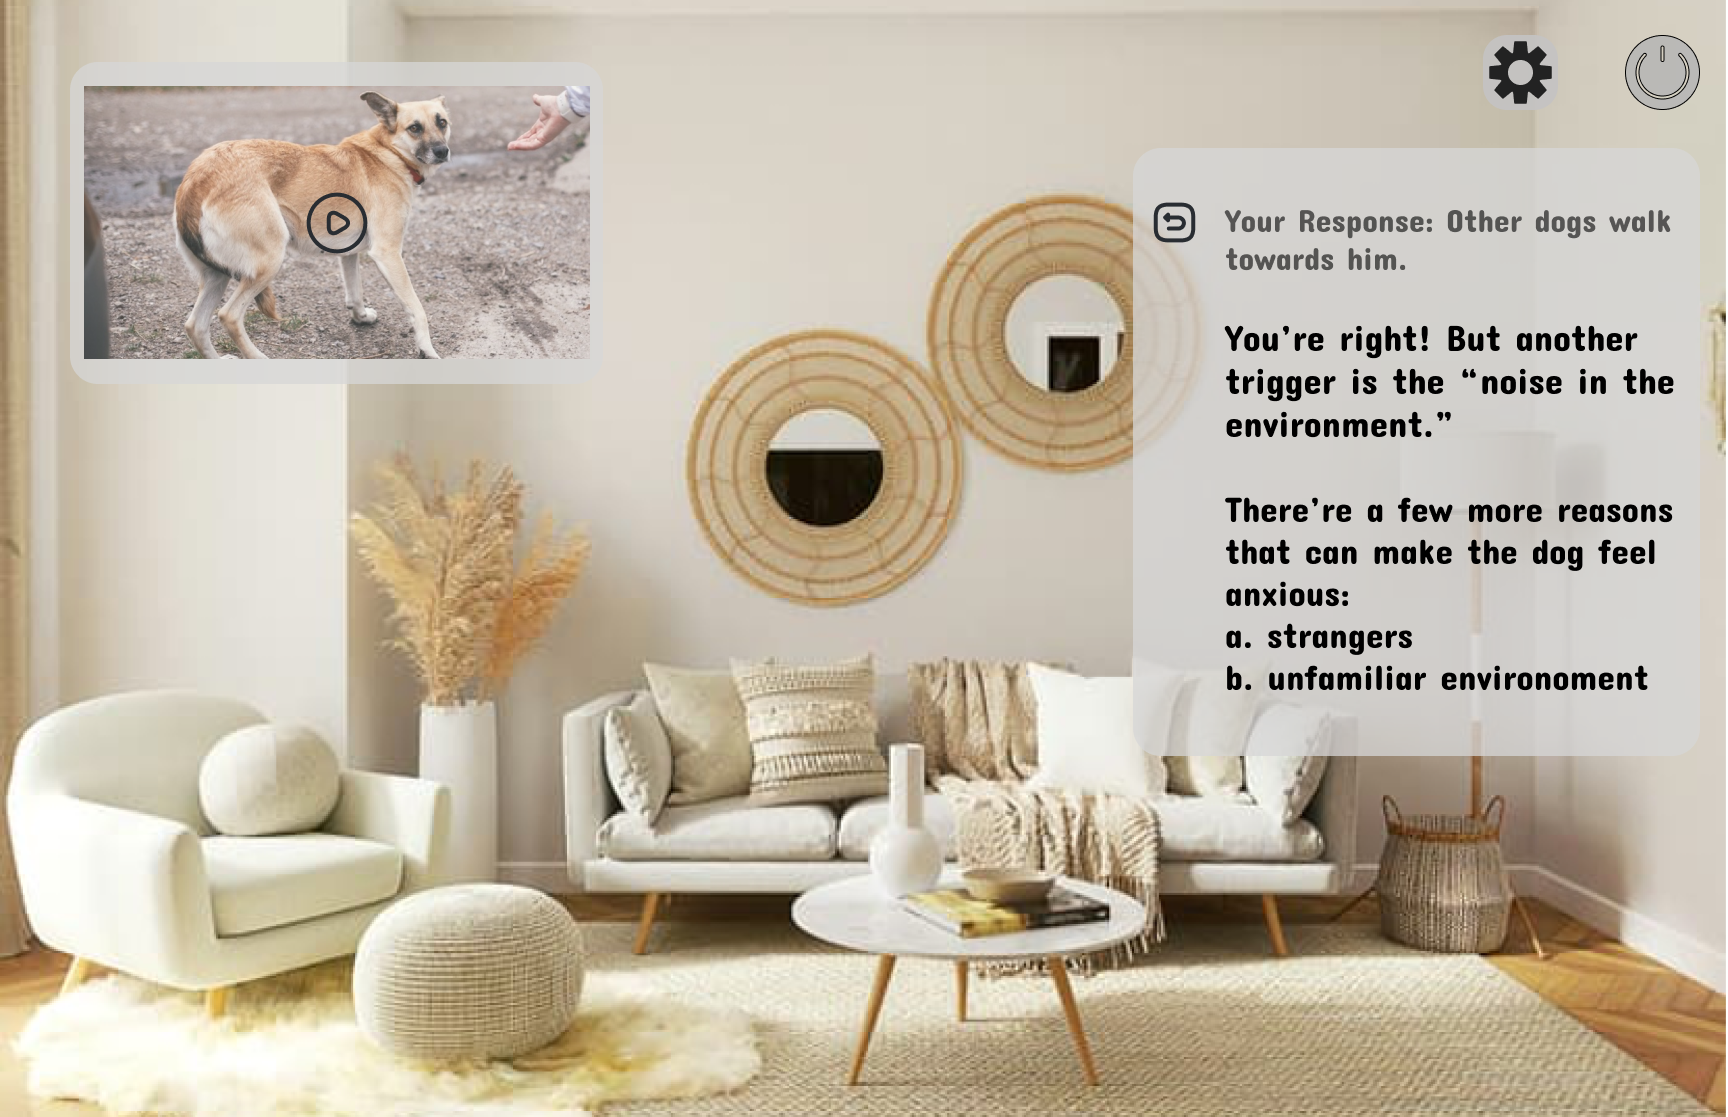 Your Response: Other dogs walk
towards him.
You’re right! But another
trigger is the “noise in the
environment.”
There’re a few more reasons
that can make the dog feel
anxious:
a. strangers
b. unfamiliar environoment